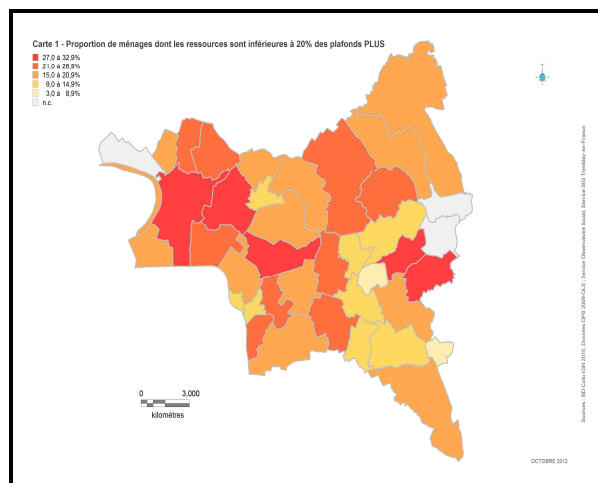 Carte 1 - Proportion de ménages dont les ressources sont inférieures à 20% des plafonds PLUS
27,0 à 32,9%
21,0 à 26,9%
15,0 à 20,9%
9,0 à 14,9%
3,0 à 8,9%
n.c.
0 3,000
kilomètres
Sources : BD Carto IGN 2010, Données OPS 2009-OLS ; Service Observatoire Social, Service SIG Tremblay-en-France
OCTOBRE 2012